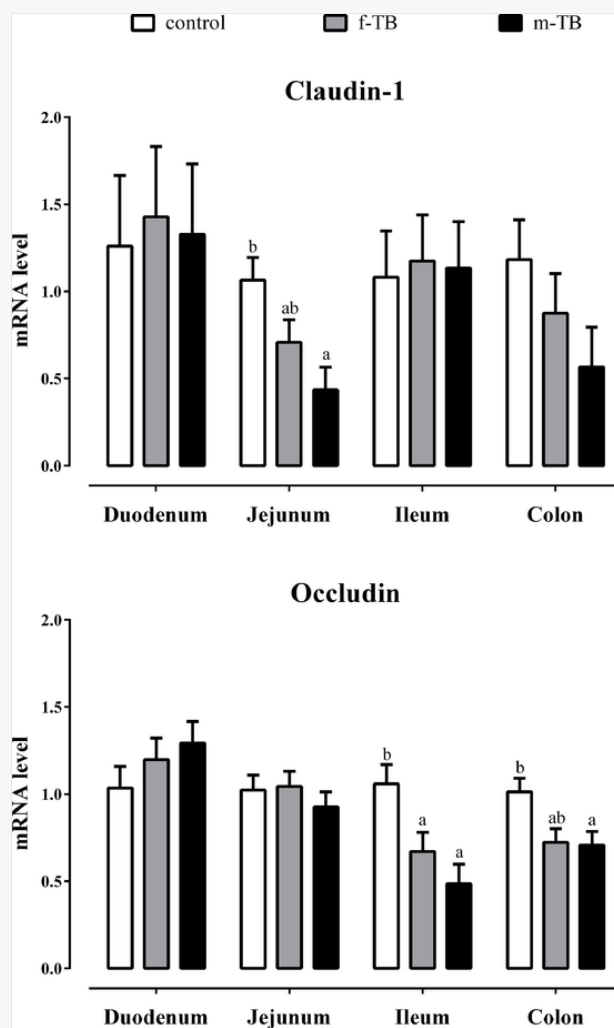 control f-TB m-TB
Claudin-1
mRNA level
2.0
1.5
1.0
0.5
0.0
b
ab
a
Duodenum Jejunum Ileum Colon
Occludin
mRNA level
2.0
1.5
1.0
0.5
0.0
b
a
a
b
ab
a
Duodenum Jejunum Ileum Colon